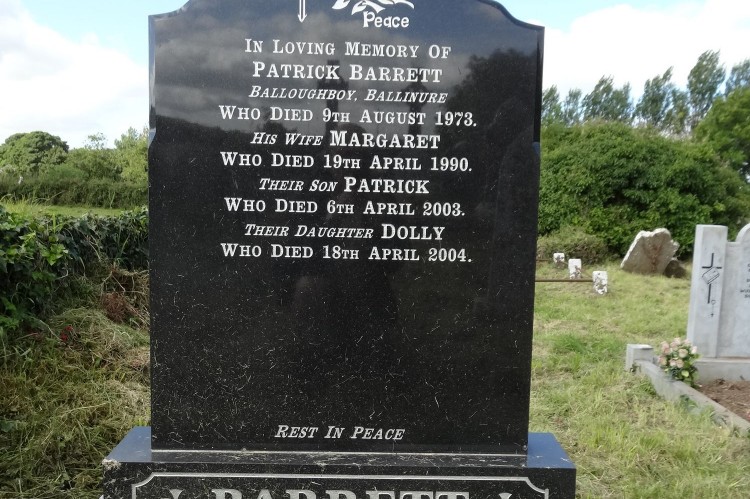 Peace
In Loving Memory Of
Patrick Barrett
Balloughboy, Ballinure
Who Died 9th August 1973.
His Wife Margaret
Who Died 19th April 1990.
Their Son Patrick
Who Died 6th April 2003.
Their Daughter Dolly
Who Died 18th April 2004.
Rest In Peace
BARRETT